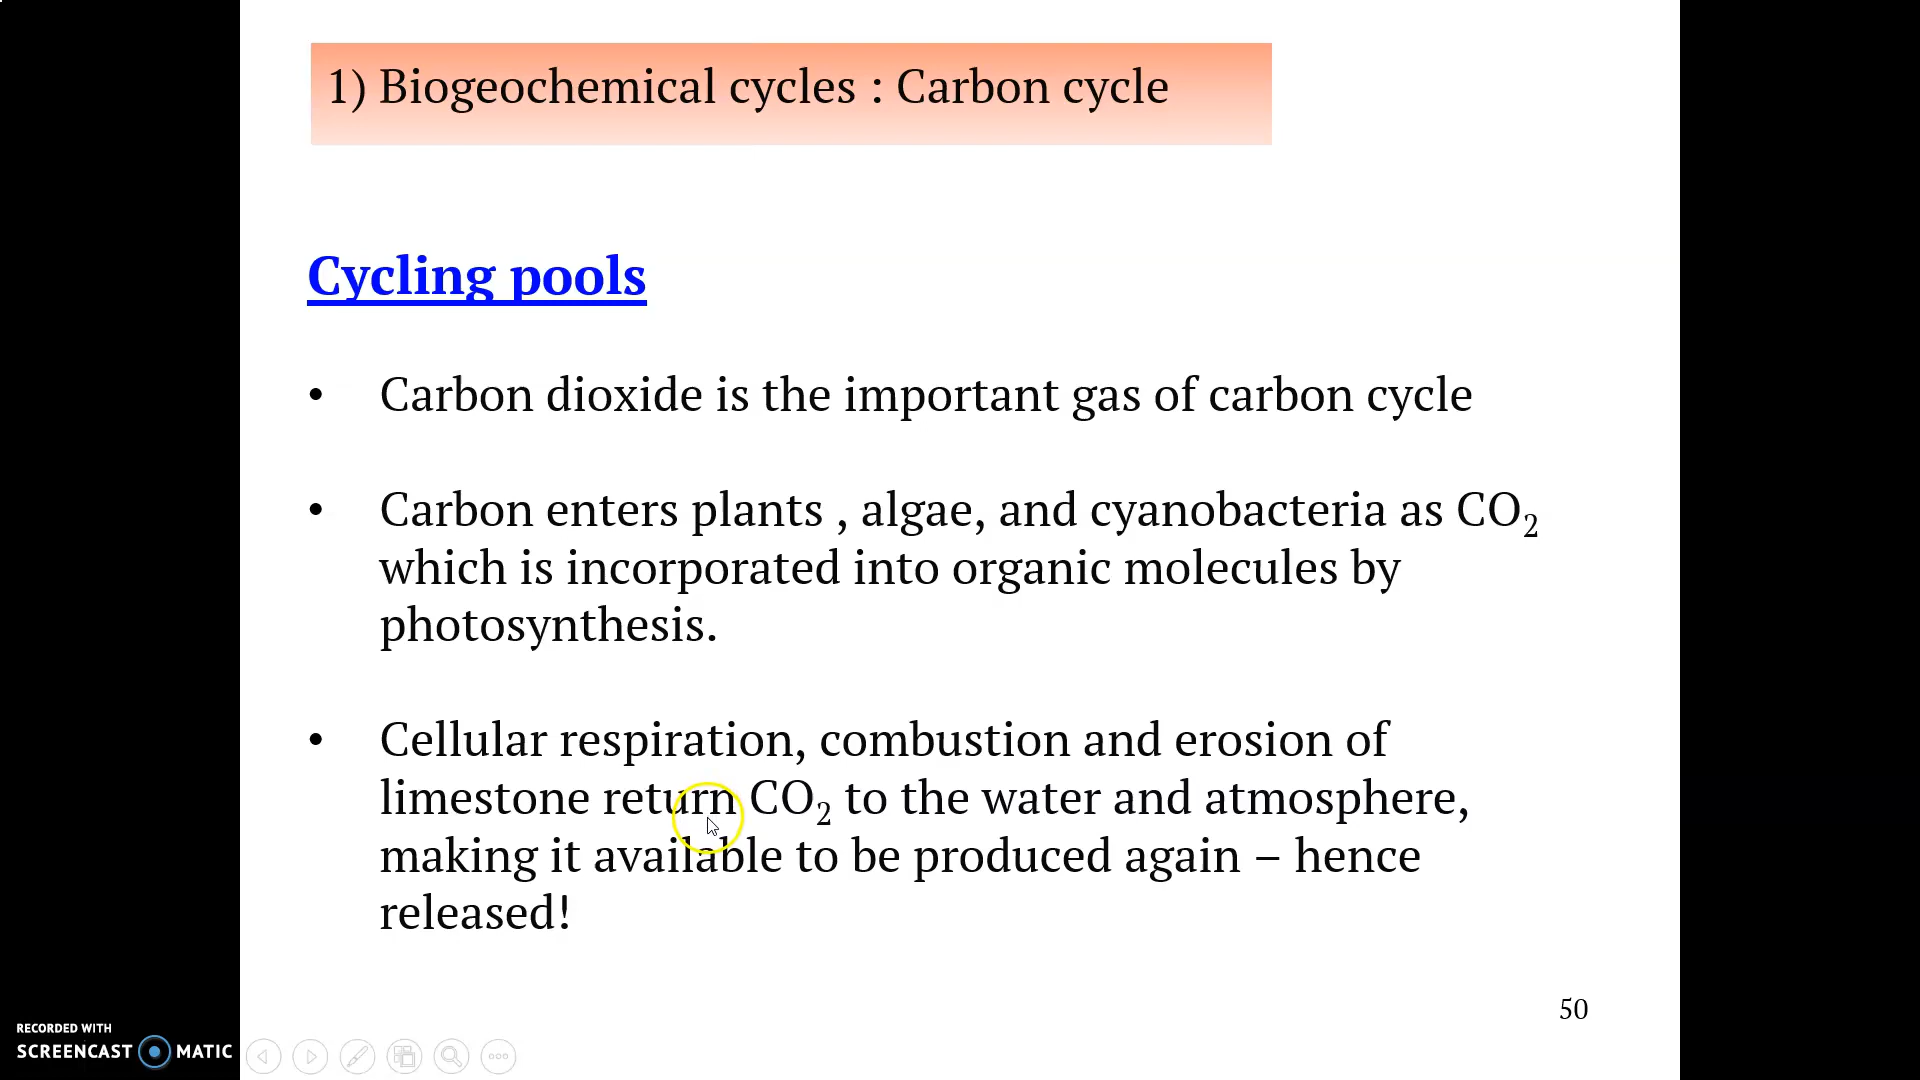 1) Biogeochemical cycles : Carbon cycle
Cycling pools
• Carbon dioxide is the important gas of carbon cycle
• Carbon enters plants , algae, and cyanobacteria as CO₂
which is incorporated into organic molecules by
photosynthesis.
• Cellular respiration, combustion and erosion of
limestone return CO₂ to the water and atmosphere,
making it available to be produced again – hence
released!
50
RECORDED WITH
SCREENCAST MATIC